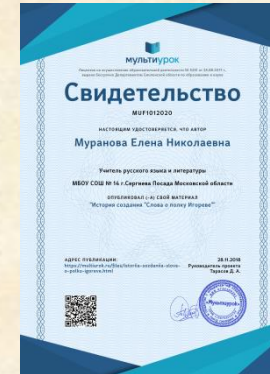 мультиурок
Свидетельство
MUF1012020
НАСТОЯЩИМ УДОСТОВЕРЯЕТСЯ, ЧТО АВТОР
Муранова Елена Николаевна
Учитель русского языка и литературы
МБОУ СОШ № 14 г.Сергиева Посада Московской области
ОПУБЛИКОВАЛ (-А) СВОЙ МАТЕРИАЛ
"История создания "Слова о полку Игореве""
АДРЕС ПУБЛИКАЦИИ:
28.11.2018
Руководитель проекта
Тарасов Д. А.